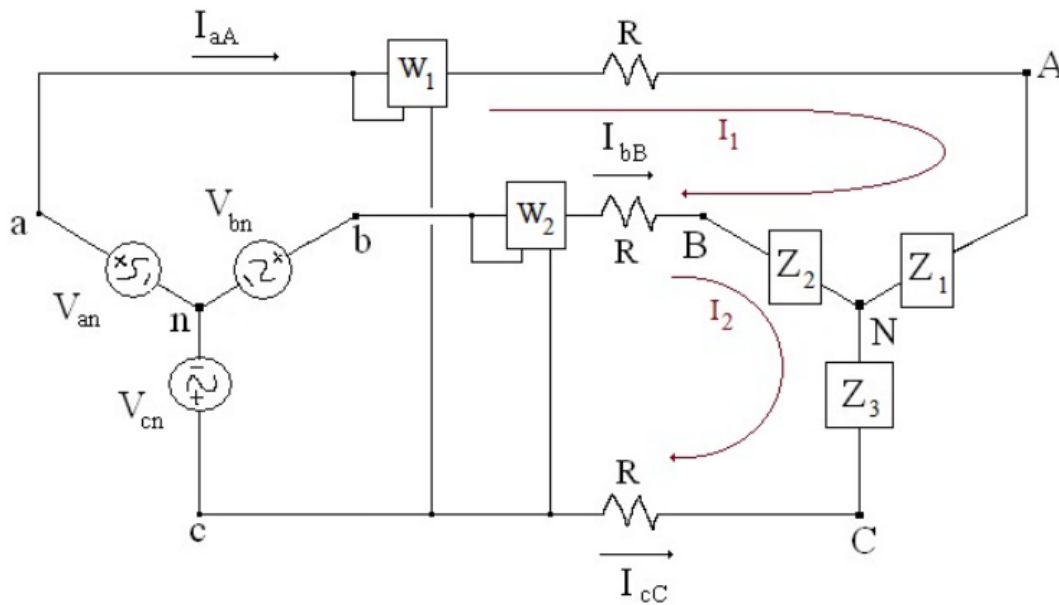 I_aA
W_1
R
A
I_1
I_bB
V_bn
a
b
W_2
R
B
Z_2
Z_1
V_an
n
I_2
N
V_cn
Z_3
R
c
C
I_cC